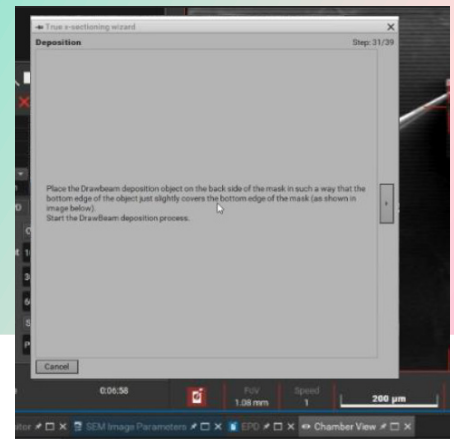 True x-sectioning wizard
Deposition Step: 31/39
Place the Drawbeam deposition object on the back side of the mask in such a way that the
bottom edge of the object just slightly covers the bottom edge of the mask (as shown in
image below).
Start the DrawBeam deposition process.
Cancel
0:06:58
FoV Speed
1.08 mm 1
200 µm
SEM Image Parameters
EPD
Chamber View